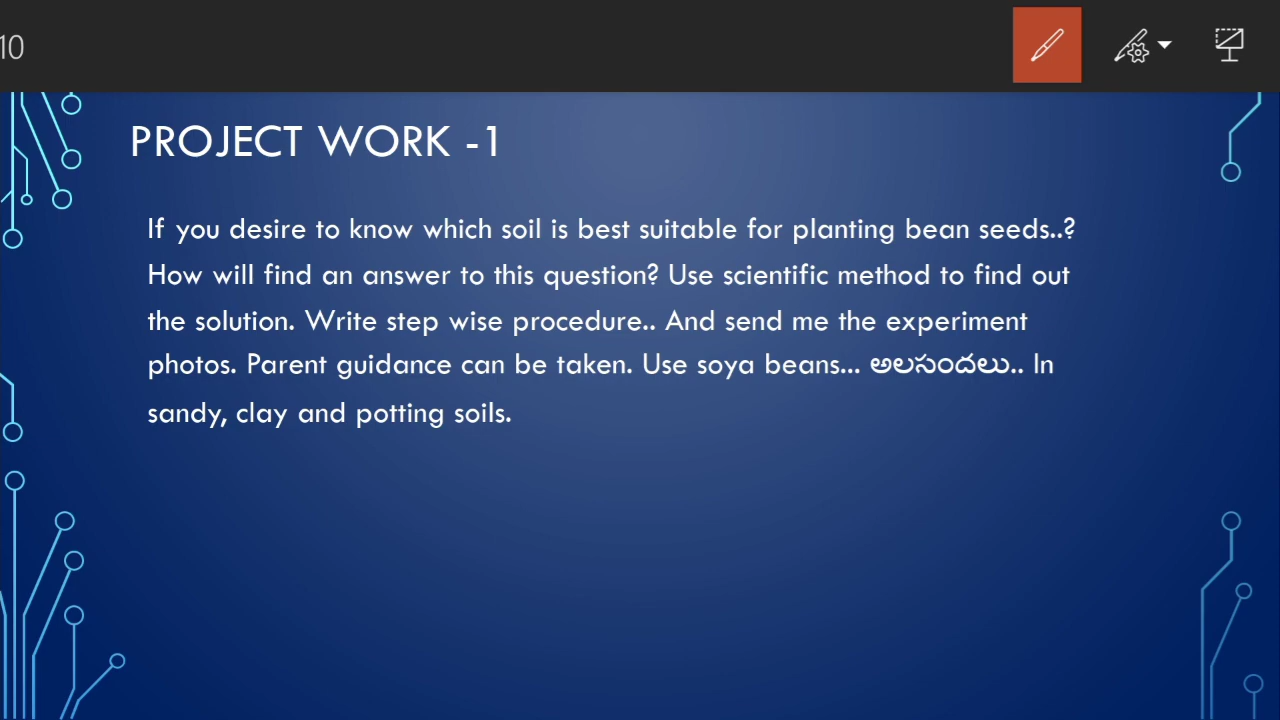 10
PROJECT WORK -1
If you desire to know which soil is best suitable for planting bean seeds..?
How will find an answer to this question? Use scientific method to find out
the solution. Write step wise procedure.. And send me the experiment
photos. Parent guidance can be taken. Use soya beans... అలసందలు.. In
sandy, clay and potting soils.